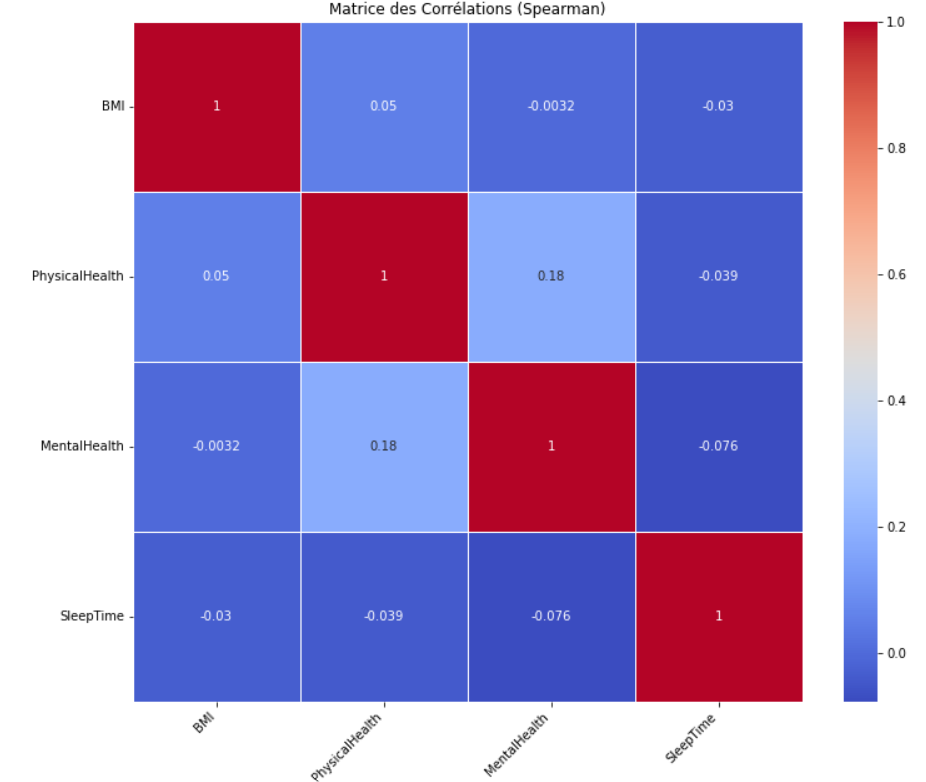 Matrice des Corrélations (Spearman)
BMI 1 0.05 -0.0032 -0.03
PhysicalHealth 0.05 1 0.18 -0.039
MentalHealth -0.0032 0.18 1 -0.076
SleepTime -0.03 -0.039 -0.076 1
BMI PhysicalHealth MentalHealth SleepTime
1.0
0.8
0.6
0.4
0.2
0.0